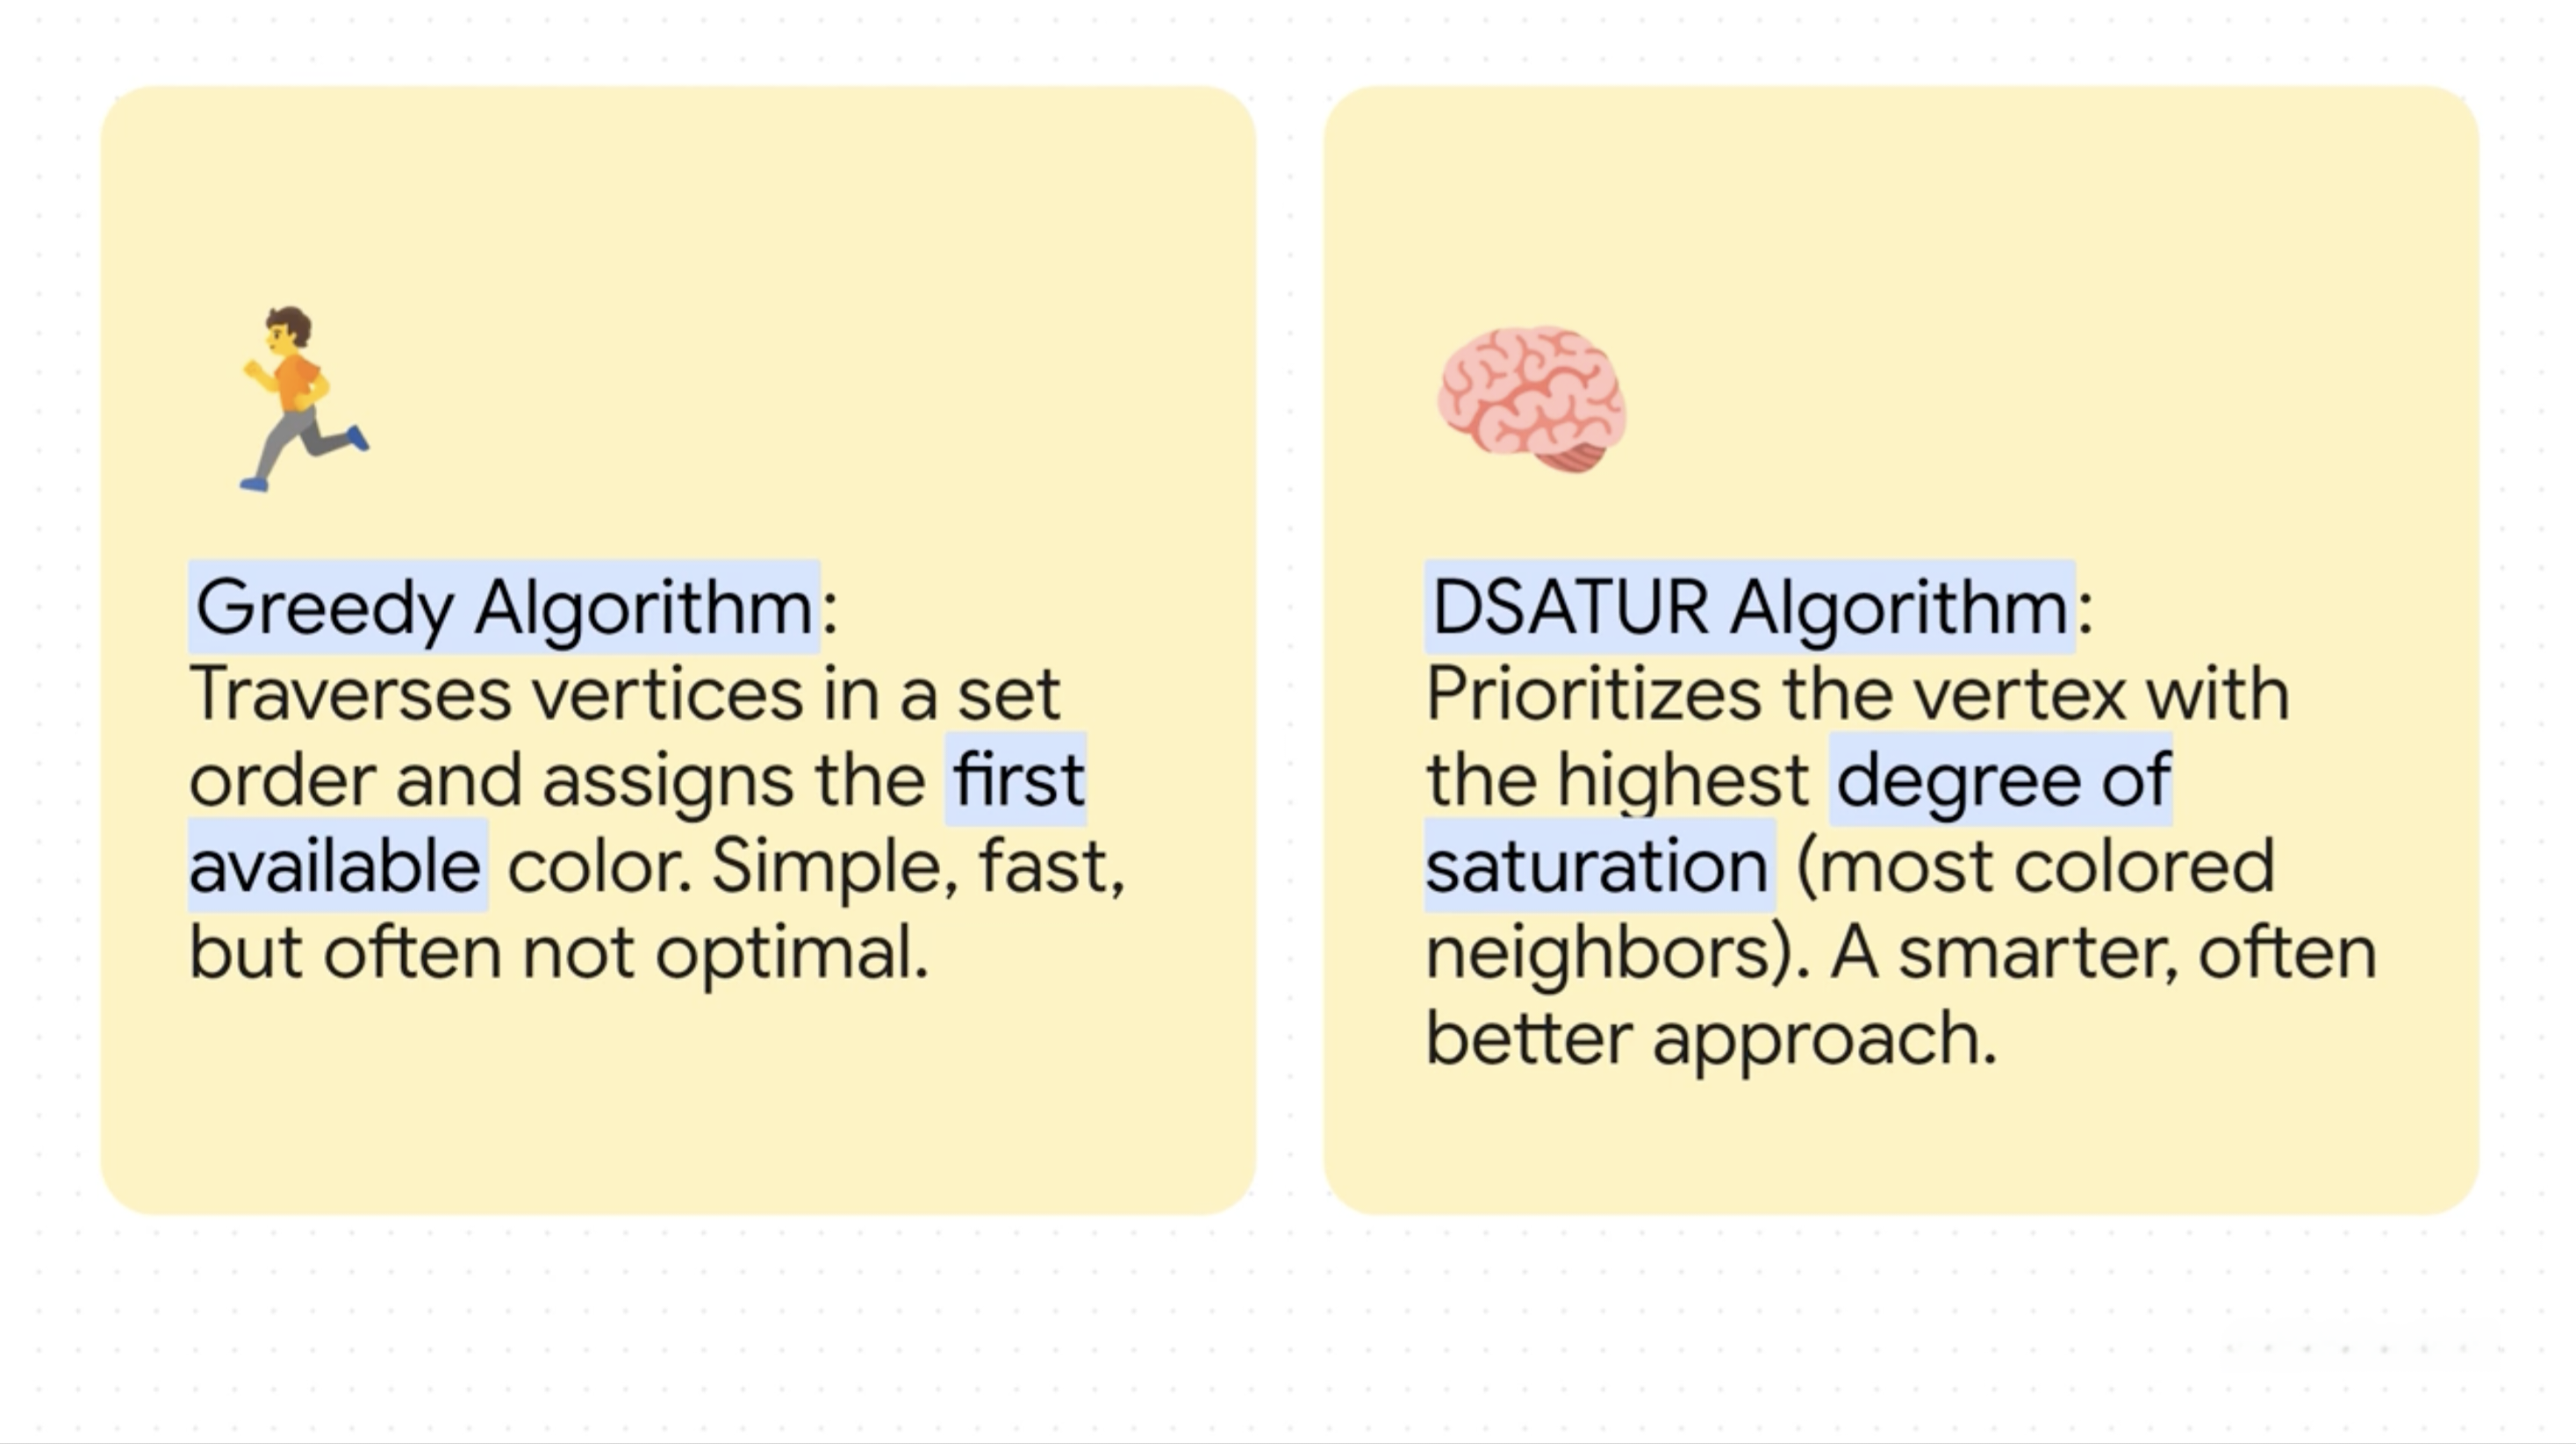 Greedy Algorithm:
Traverses vertices in a set
order and assigns the first
available color. Simple, fast,
but often not optimal.
DSATUR Algorithm:
Prioritizes the vertex with
the highest degree of
saturation (most colored
neighbors). A smarter, often
better approach.